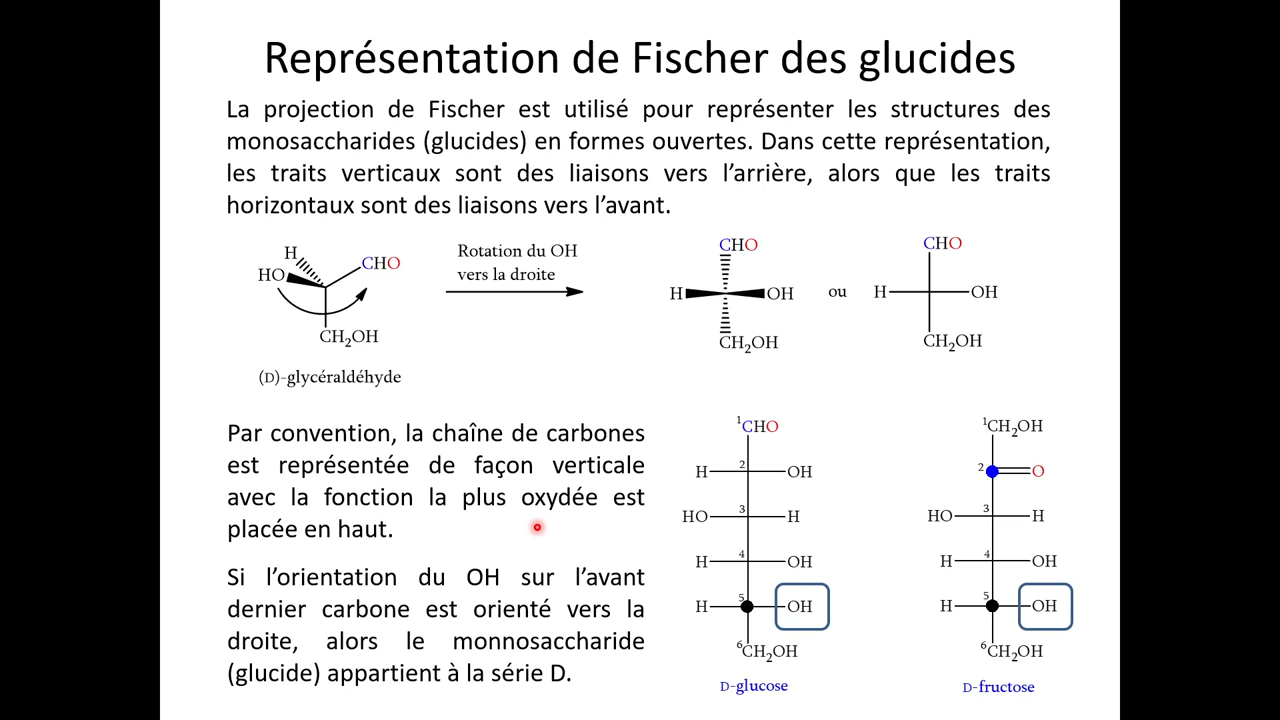 Représentation de Fischer des glucides
La projection de Fischer est utilisé pour représenter les structures des
monosaccharides (glucides) en formes ouvertes. Dans cette représentation,
les traits verticaux sont des liaisons vers l’arrière, alors que les traits
horizontaux sont des liaisons vers l’avant.
H
HO
CHO
CH₂OH
(D)-glycéraldéhyde
Rotation du OH
vers la droite
CHO
H OH
CH₂OH
ou
CHO
H OH
CH₂OH
Par convention, la chaîne de carbones
est représentée de façon verticale
avec la fonction la plus oxydée est
placée en haut.
Si l’orientation du OH sur l’avant
dernier carbone est orienté vers la
droite, alors le monnosaccharide
(glucide) appartient à la série D.
¹CHO
H 2 OH
HO 3 H
H 4 OH
H 5 OH
⁶CH₂OH
D-glucose
¹CH₂OH
2 O
HO 3 H
H 4 OH
H 5 OH
⁶CH₂OH
D-fructose